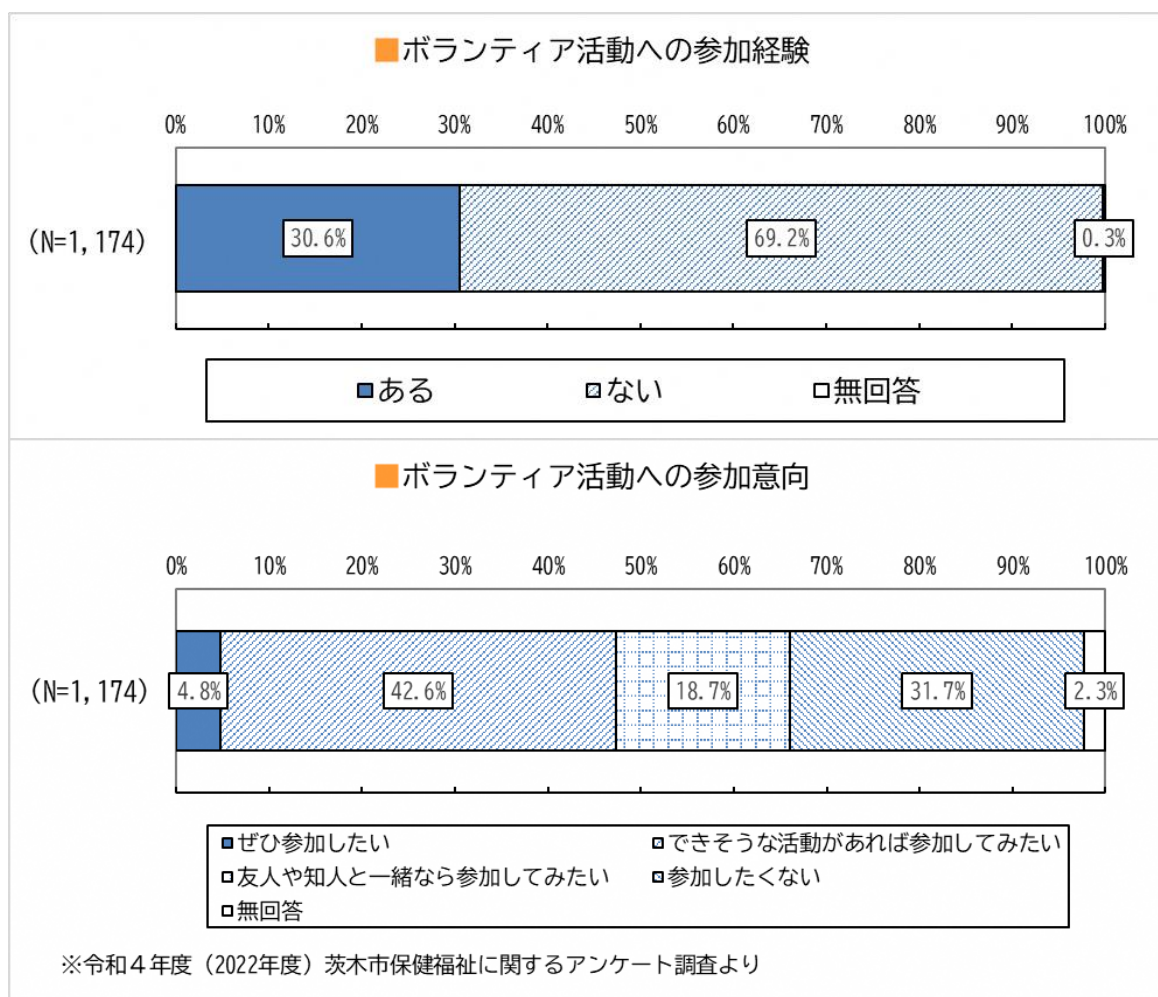 ■ボランティア活動への参加経験
0% 10% 20% 30% 40% 50% 60% 70% 80% 90% 100%
(N=1,174) 30.6% 69.2% 0.3%
ある ない 無回答
■ボランティア活動への参加意向
0% 10% 20% 30% 40% 50% 60% 70% 80% 90% 100%
(N=1,174) 4.8% 42.6% 18.7% 31.7% 2.3%
ぜひ参加したい できそうな活動があれば参加してみたい
友人や知人と一緒なら参加してみたい 参加したくない
無回答
※令和4年度（2022年度）茨木市保健福祉に関するアンケート調査より